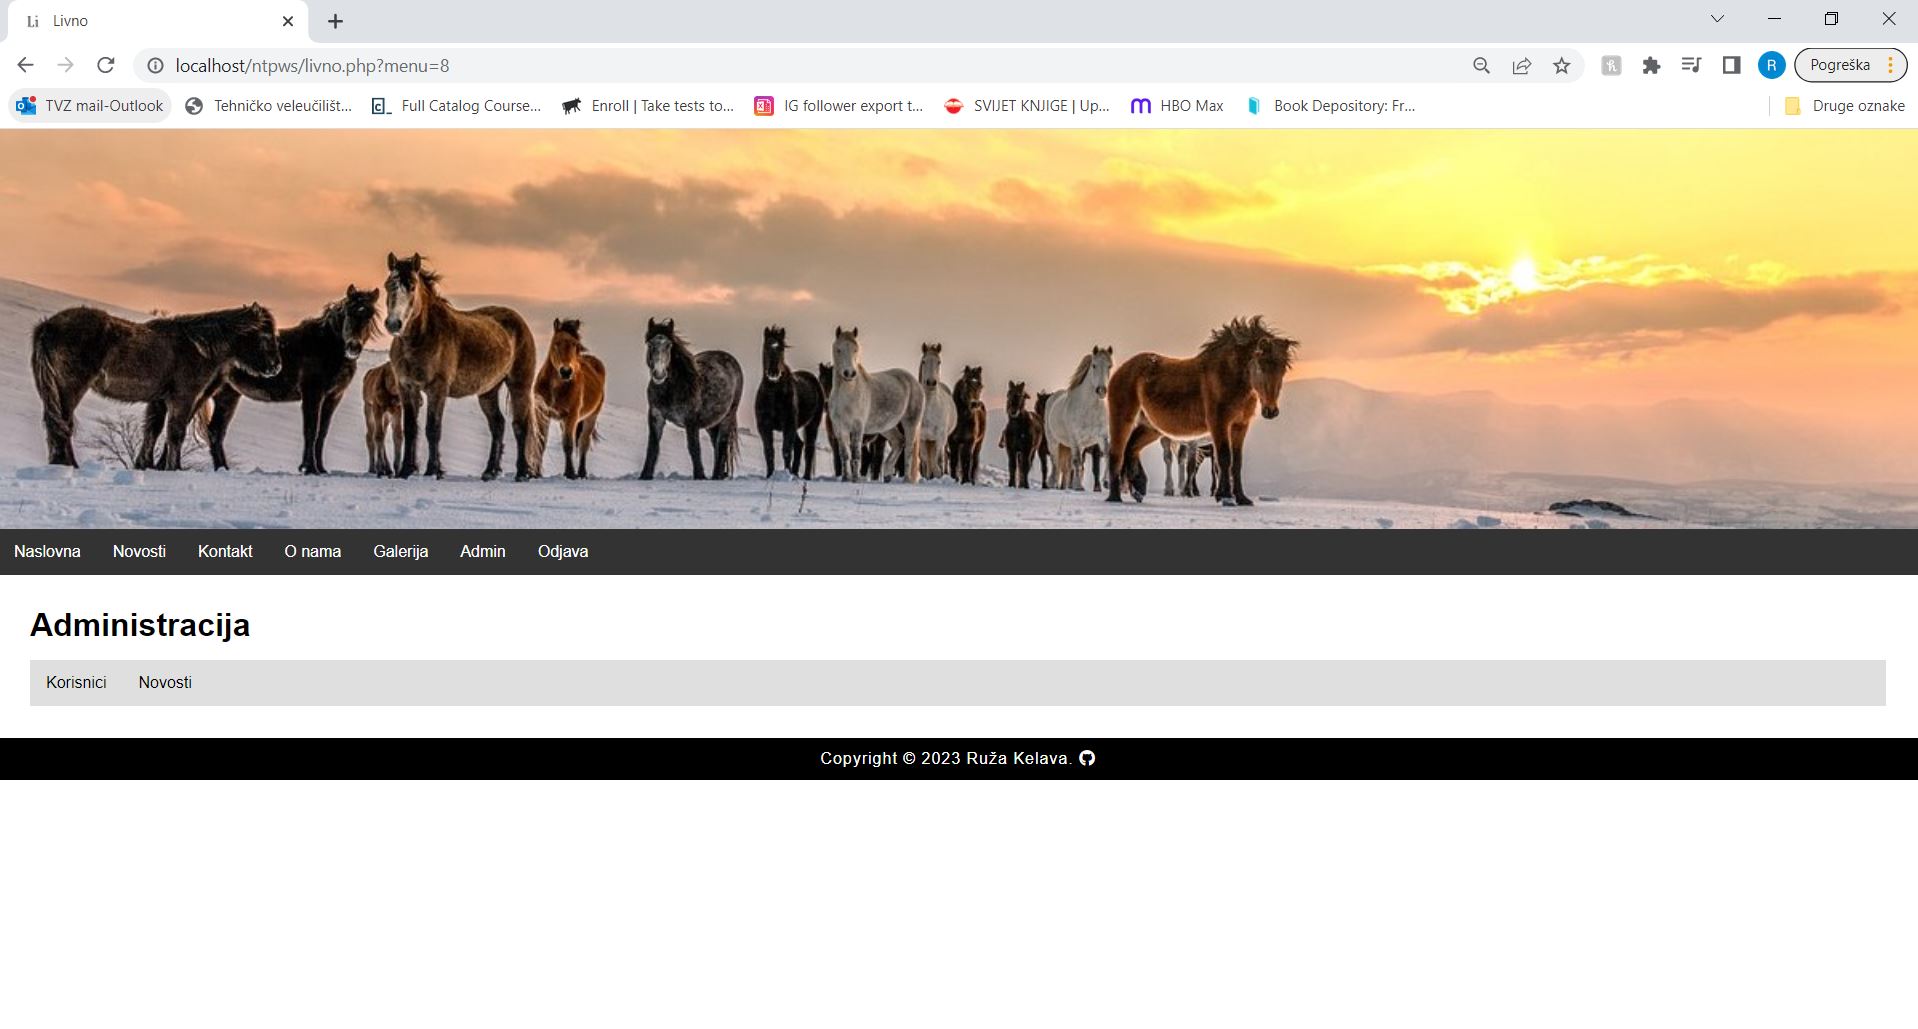 Li Livno
localhost/ntpws/livno.php?menu=8 R Pogreška
TVZ mail-Outlook Tehničko veleučilišt... Full Catalog Course... Enroll | Take tests to... IG follower export t... SVIJET KNJIGE | Up... HBO Max Book Depository: Fr... Druge oznake
Naslovna Novosti Kontakt O nama Galerija Admin Odjava
Administracija
Korisnici Novosti
Copyright © 2023 Ruža Kelava.